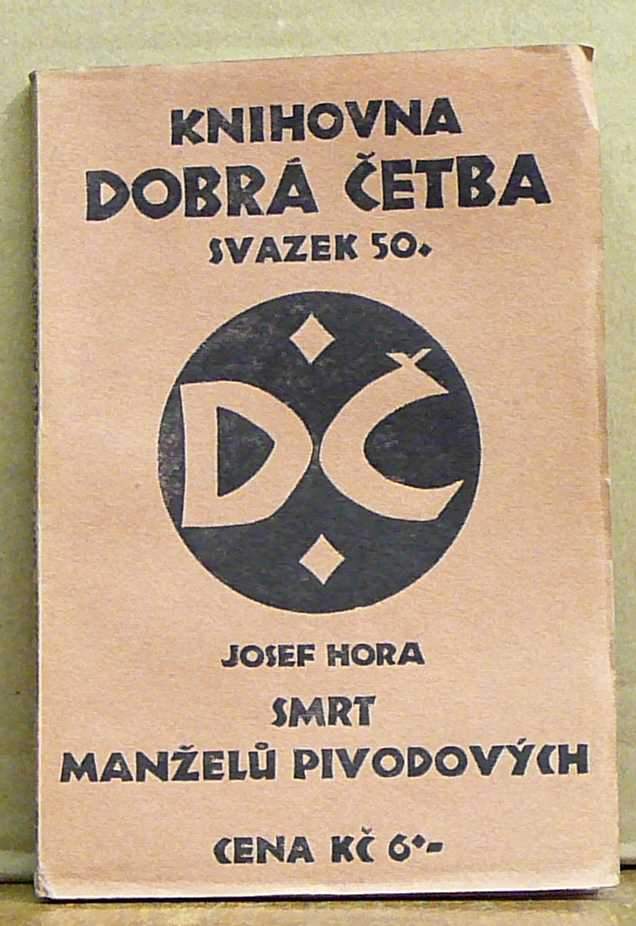 KNIHOVNA
DOBRÁ ČETBA
SVAZEK 50.
DČ
JOSEF HORA
SMRT
MANŽELŮ PIVODOVÝCH
CENA KČ 6·-